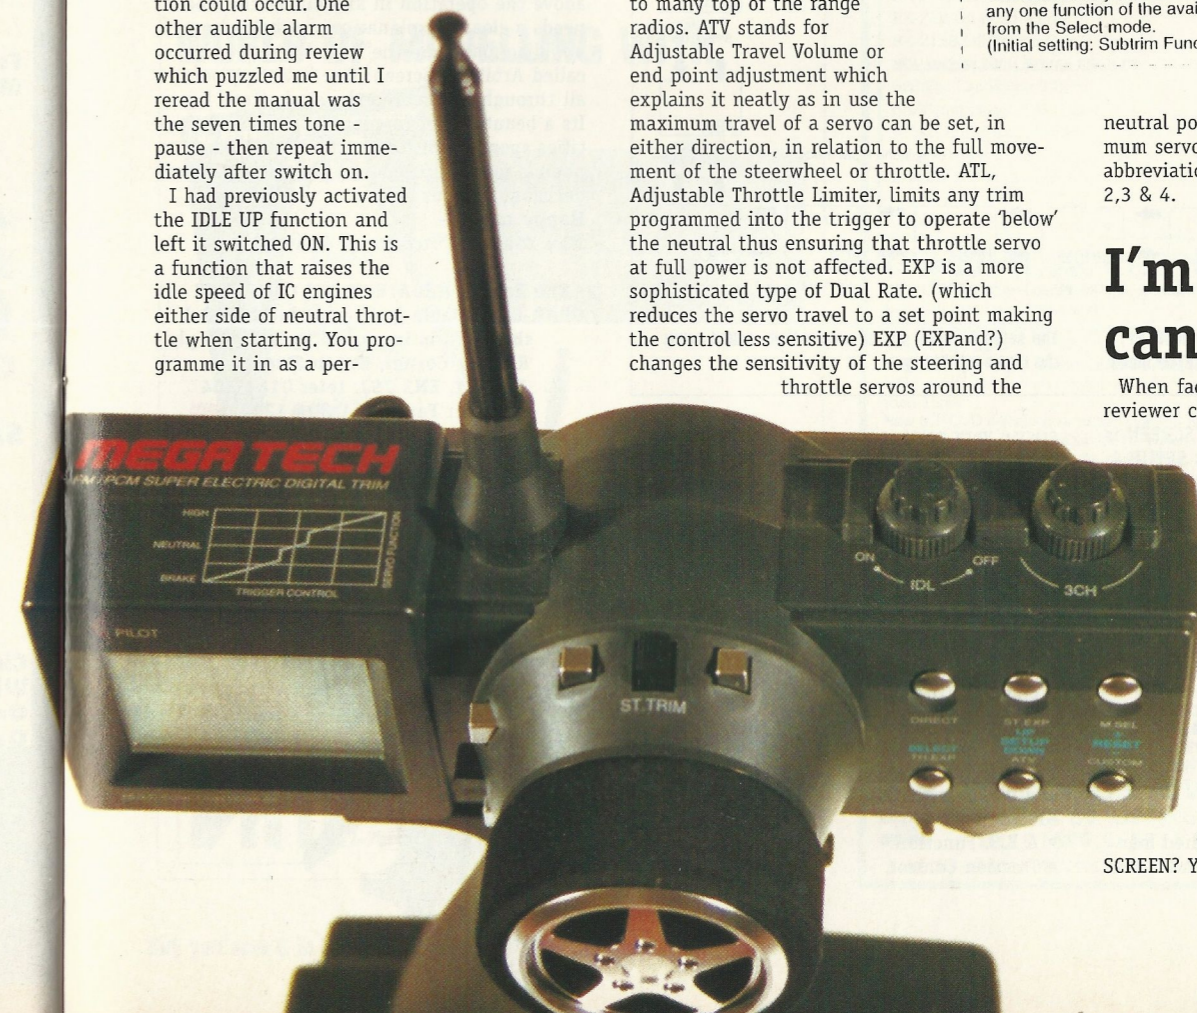 tion could occur. One
other audible alarm
occurred during review
which puzzled me until I
reread the manual was
the seven times tone -
pause - then repeat imme-
diately after switch on.
I had previously activated
the IDLE UP function and
left it switched ON. This is
a function that raises the
idle speed of IC engines
either side of neutral throt-
tle when starting. You pro-
gramme it in as a per-
to many top of the range
radios. ATV stands for
Adjustable Travel Volume or
end point adjustment which
explains it neatly as in use the
maximum travel of a servo can be set, in
either direction, in relation to the full move-
ment of the steerwheel or throttle. ATL,
Adjustable Throttle Limiter, limits any trim
programmed into the trigger to operate ‘below’
the neutral thus ensuring that throttle servo
at full power is not affected. EXP is a more
sophisticated type of Dual Rate. (which
reduces the servo travel to a set point making
the control less sensitive) EXP (EXPand?)
changes the sensitivity of the steering and
throttle servos around the
any one function of the avai
from the Select mode.
(Initial setting: Subtrim Func
neutral po
mum servo
abbreviatio
2,3 & 4.
I'm
can
When fac
reviewer c
SCREEN? Y
MEGA TECH
FM/PCM SUPER ELECTRIC DIGITAL TRIM
HIGH
NEUTRAL
BRAKE
SERVO FUNCTION
TRIGGER CONTROL
PILOT
ST.TRIM
ON
OFF
IDL
3CH
DIRECT
ST.EXP
M.SEL
UP
+
SELECT
SETUP
RESET
DOWN
-
TH.EXP
ATV
CUSTOM